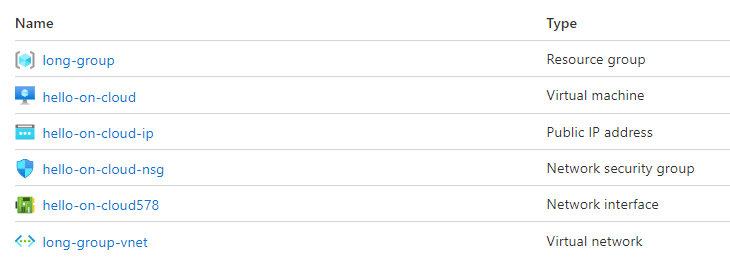 Name Type
long-group Resource group
hello-on-cloud Virtual machine
hello-on-cloud-ip Public IP address
hello-on-cloud-nsg Network security group
hello-on-cloud578 Network interface
long-group-vnet Virtual network